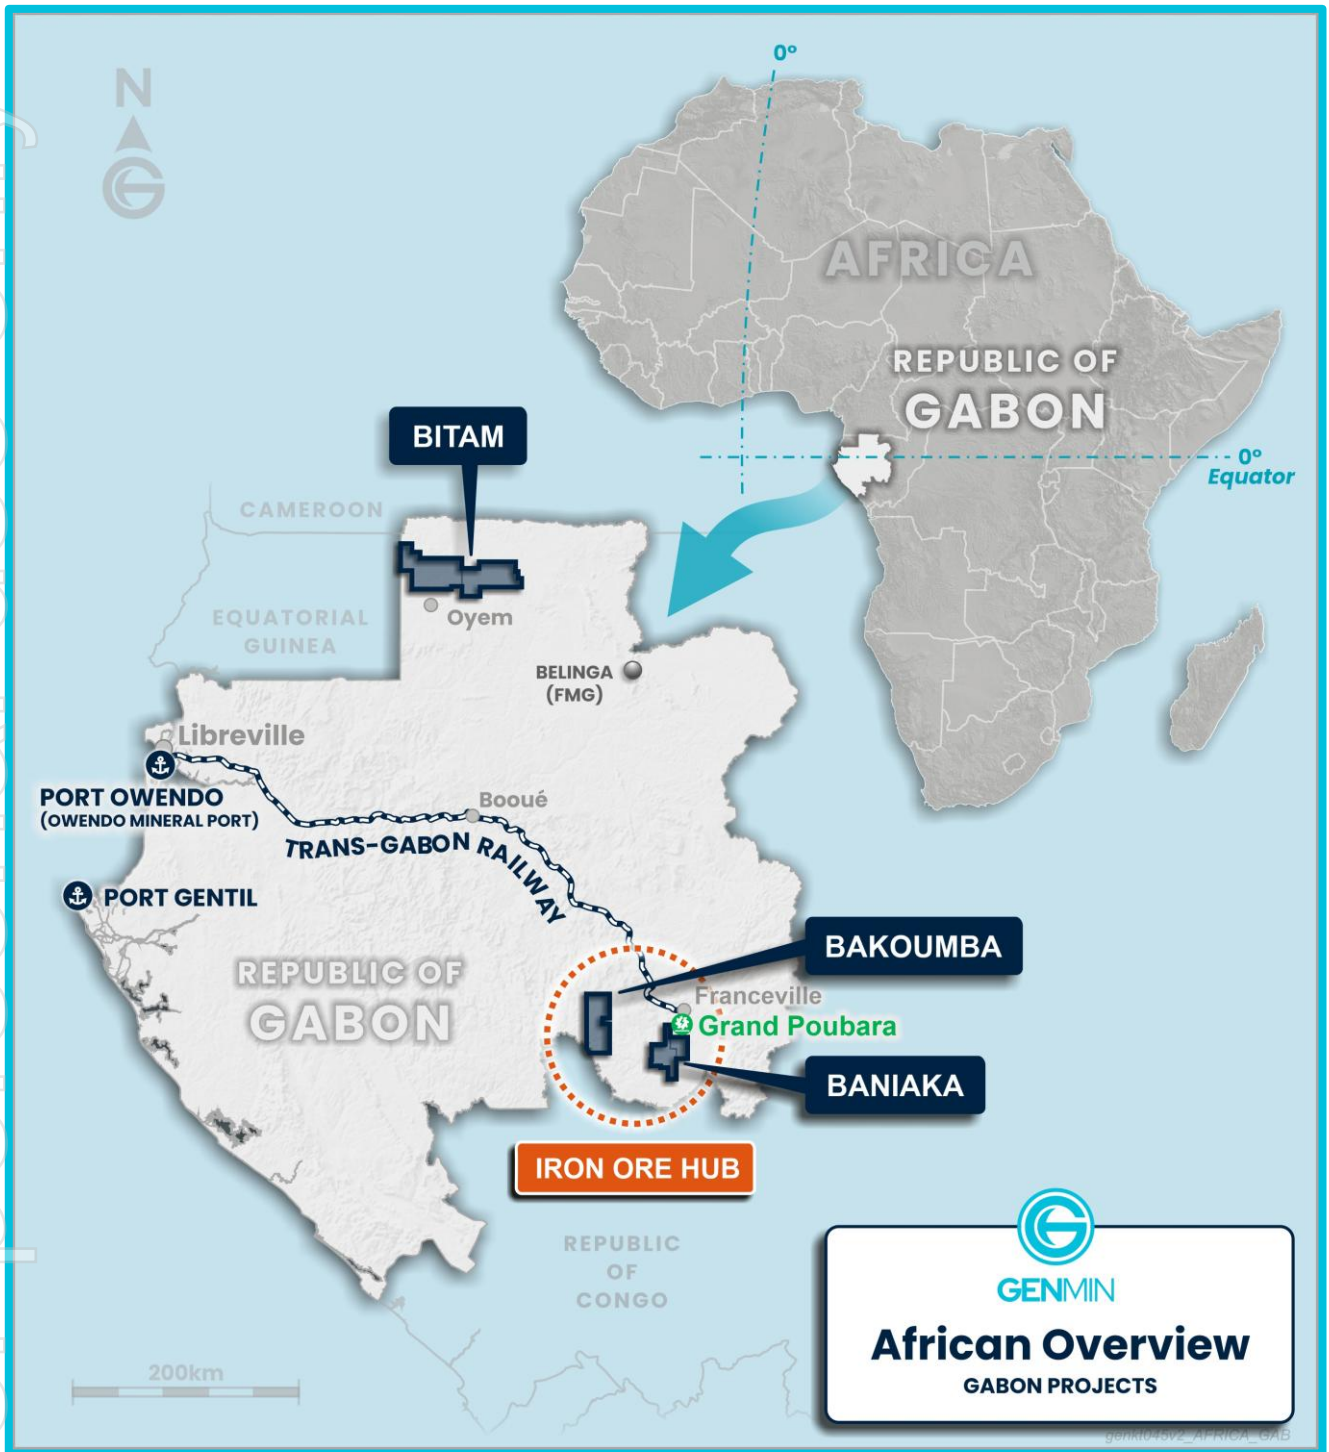 N
0°
AFRICA
REPUBLIC OF
GABON
0°
Equator
BITAM
CAMEROON
EQUATORIAL
GUINEA
Oyem
BELINGA
(FMG)
Libreville
PORT OWENDO
(OWENDO MINERAL PORT)
Booué
TRANS-GABON RAILWAY
PORT GENTIL
BAKOUMBA
REPUBLIC OF
GABON
Franceville
Grand Poubara
BANIAKA
IRON ORE HUB
REPUBLIC
OF
CONGO
200km
GENMIN
African Overview
GABON PROJECTS
genkl045v2_AFRICA_GAB